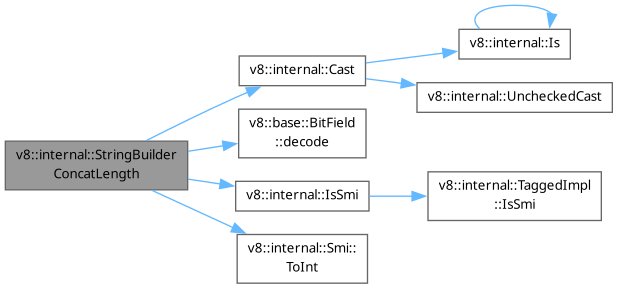 v8::internal::StringBuilder
ConcatLength
v8::internal::Cast
v8::base::BitField
::decode
v8::internal::IsSmi
v8::internal::Smi::
ToInt
v8::internal::Is
v8::internal::UncheckedCast
v8::internal::TaggedImpl
::IsSmi